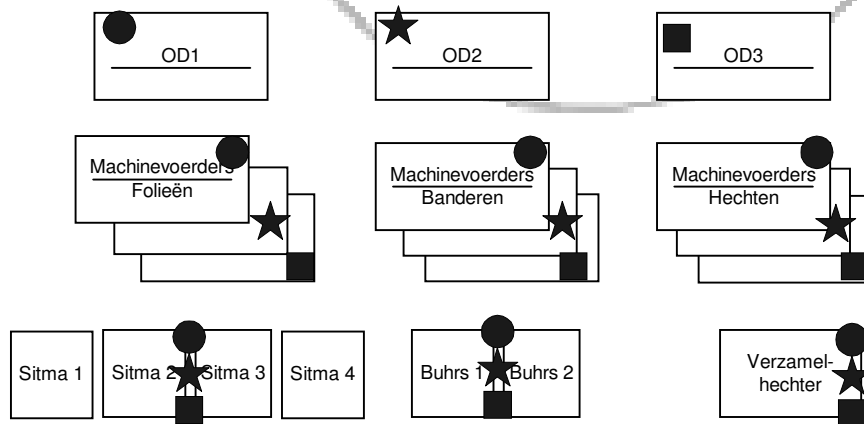 OD1
OD2
OD3
Machinevoerders
Folieën
Machinevoerders
Banderen
Machinevoerders
Hechten
Sitma 1
Sitma 2
Sitma 3
Sitma 4
Buhrs 1
Buhrs 2
Verzamel-
hechter